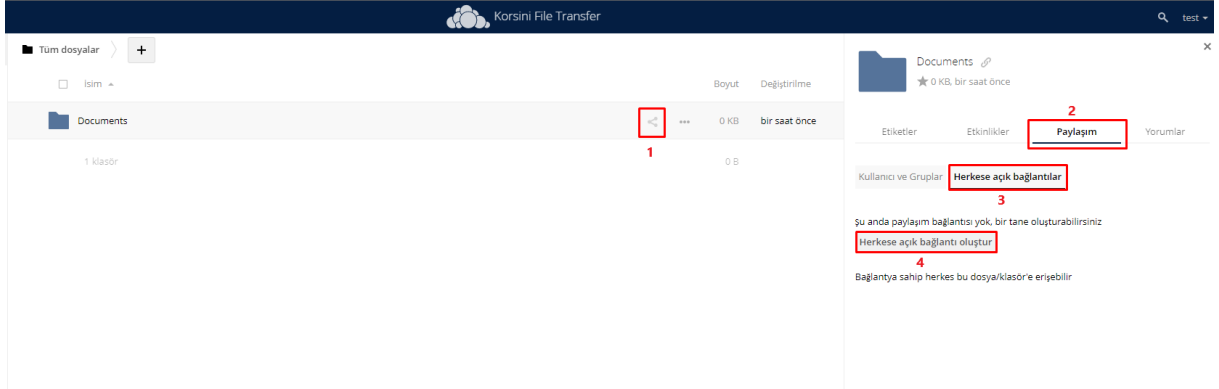 Korsini File Transfer
test
Tüm dosyalar
+
İsim
Boyut
Değiştirilme
Documents
0 KB
bir saat önce
1
1 klasör
0 B
Documents
0 KB, bir saat önce
2
Etiketler
Etkinlikler
Paylaşım
Yorumlar
Kullanıcı ve Gruplar
Herkese açık bağlantılar
3
Şu anda paylaşım bağlantısı yok, bir tane oluşturabilirsiniz
Herkese açık bağlantı oluştur
4
Bağlantya sahip herkes bu dosya/klasör'e erişebilir